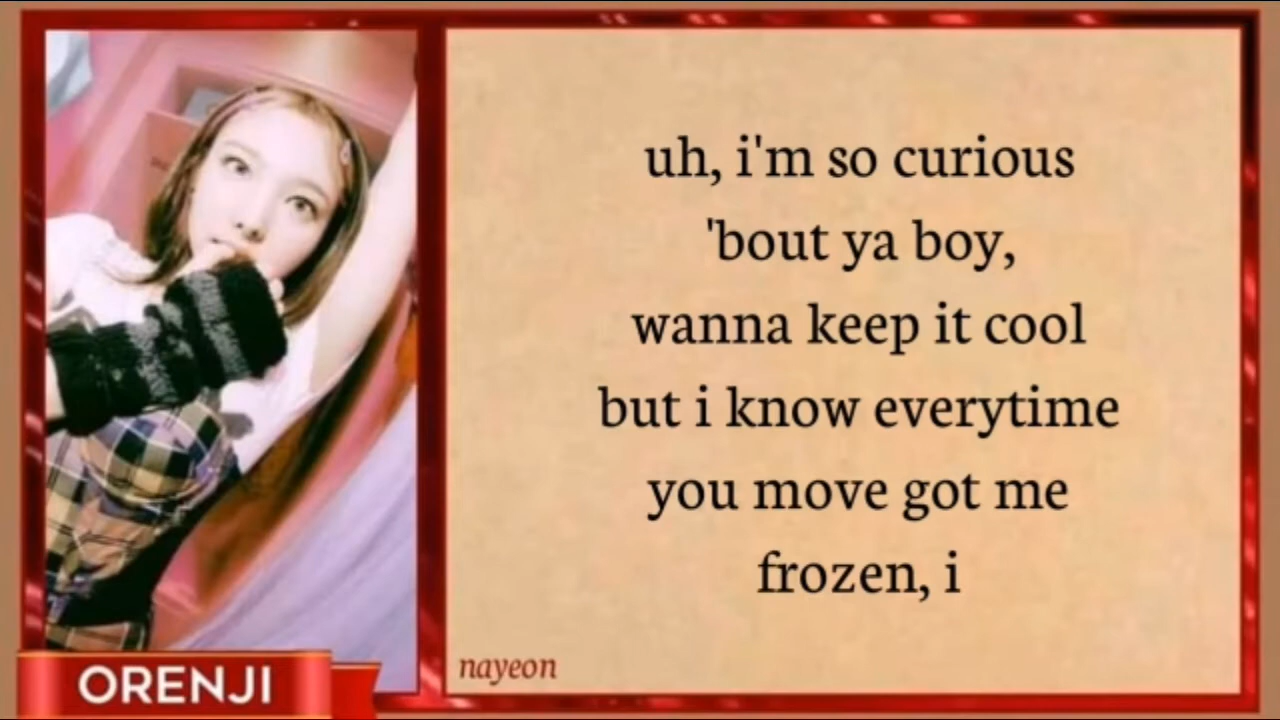 uh, i'm so curious
'bout ya boy,
wanna keep it cool
but i know everytime
you move got me
frozen, i
nayeon
ORENJI